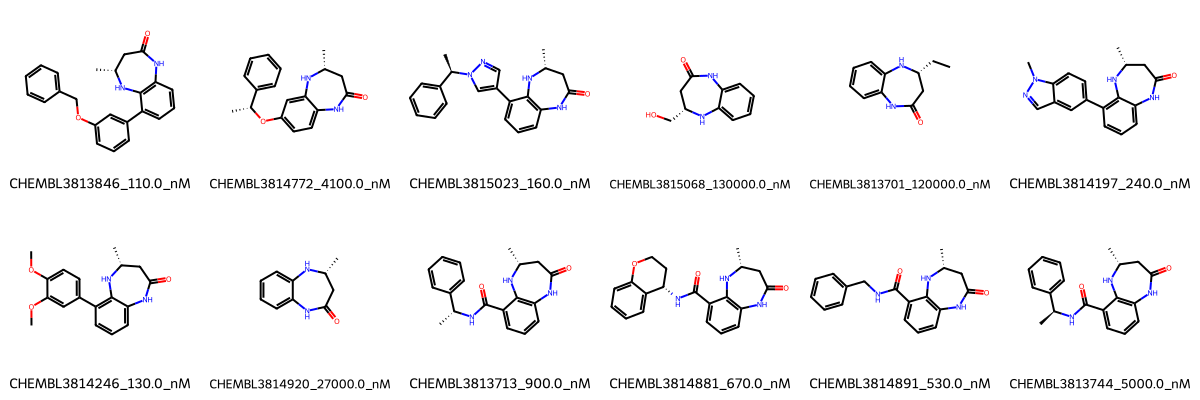 CHEMBL3813846_110.0_nM
CHEMBL3814772_4100.0_nM
CHEMBL3815023_160.0_nM
CHEMBL3815068_130000.0_nM
CHEMBL3813701_120000.0_nM
CHEMBL3814197_240.0_nM
CHEMBL3814246_130.0_nM
CHEMBL3814920_27000.0_nM
CHEMBL3813713_900.0_nM
CHEMBL3814881_670.0_nM
CHEMBL3814891_530.0_nM
CHEMBL3813744_5000.0_nM